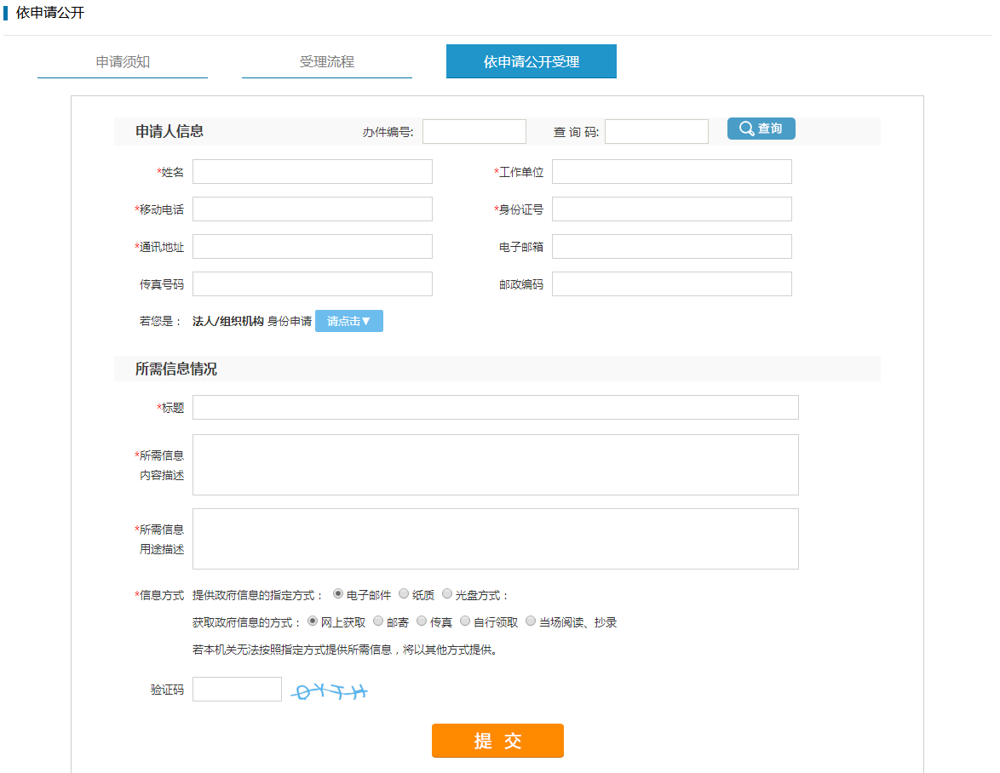 依申请公开
申请须知 受理流程 依申请公开受理
申请人信息 办件编号: 查 询 码: 查询
*姓名 *工作单位
*移动电话 *身份证号
*通讯地址 电子邮箱
传真号码 邮政编码
若您是： 法人/组织机构 身份申请 请点击▼
所需信息情况
*标题
*所需信息
内容描述
*所需信息
用途描述
*信息方式 提供政府信息的指定方式： 电子邮件 纸质 光盘方式：
获取政府信息的方式： 网上获取 邮寄 传真 自行领取 当场阅读、抄录
若本机关无法按照指定方式提供所需信息，将以其他方式提供。
验证码
提 交